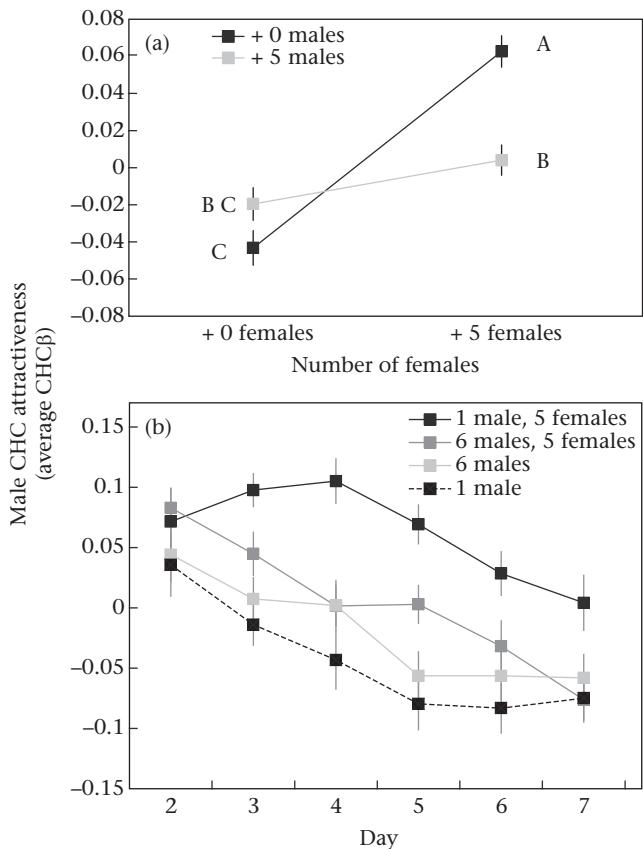 Male CHC attractiveness
(average CHCβ)
(a)
+ 0 males
+ 5 males
0.08
0.06
0.04
0.02
0
–0.02
–0.04
–0.06
–0.08
A
B
B C
C
+ 0 females
+ 5 females
Number of females
(b)
1 male, 5 females
6 males, 5 females
6 males
1 male
0.15
0.1
0.05
0
–0.05
–0.1
–0.15
2 3 4 5 6 7
Day